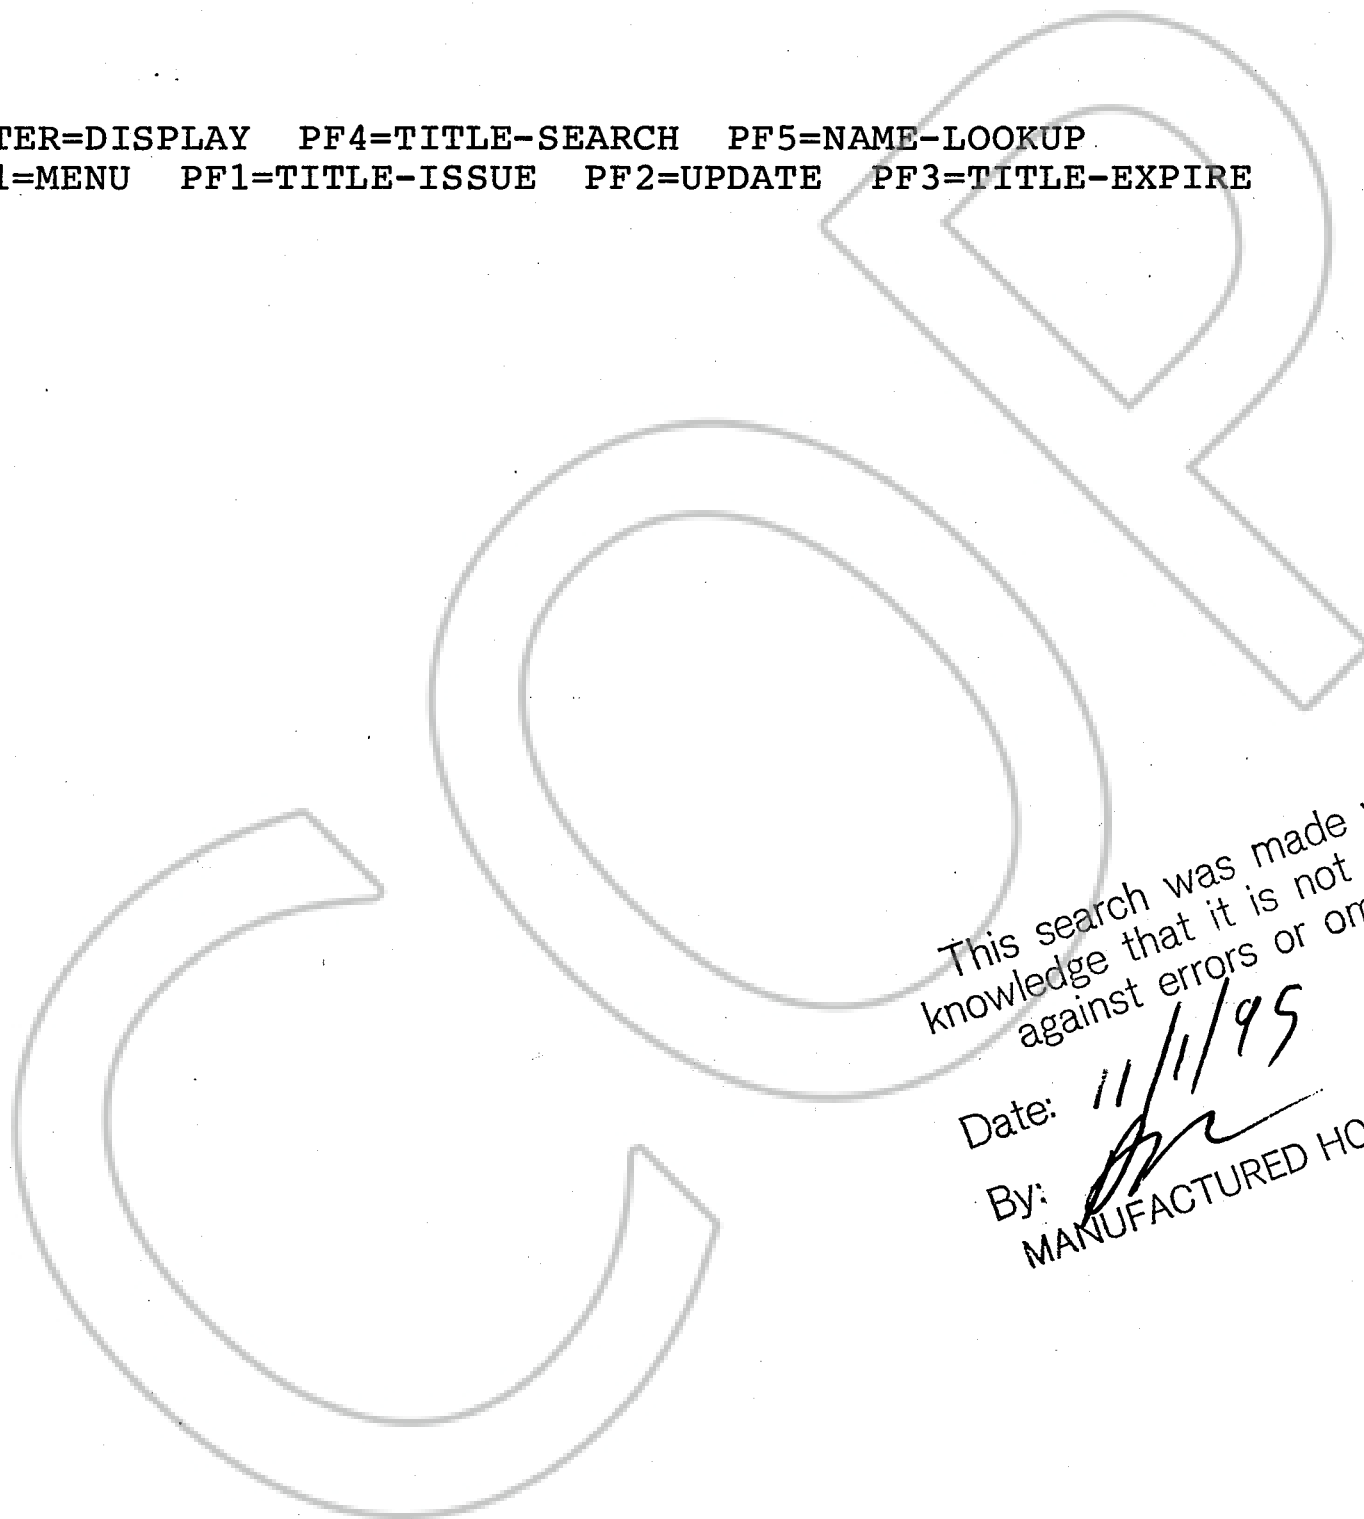 TER=DISPLAY PF4=TITLE-SEARCH PF5=NAME-LOOKUP
1=MENU PF1=TITLE-ISSUE PF2=UPDATE PF3=TITLE-EXPIRE
COP
This search was made
knowledge that it is not
against errors or om
Date: 11/1/95
By:
MANUFACTURED HO